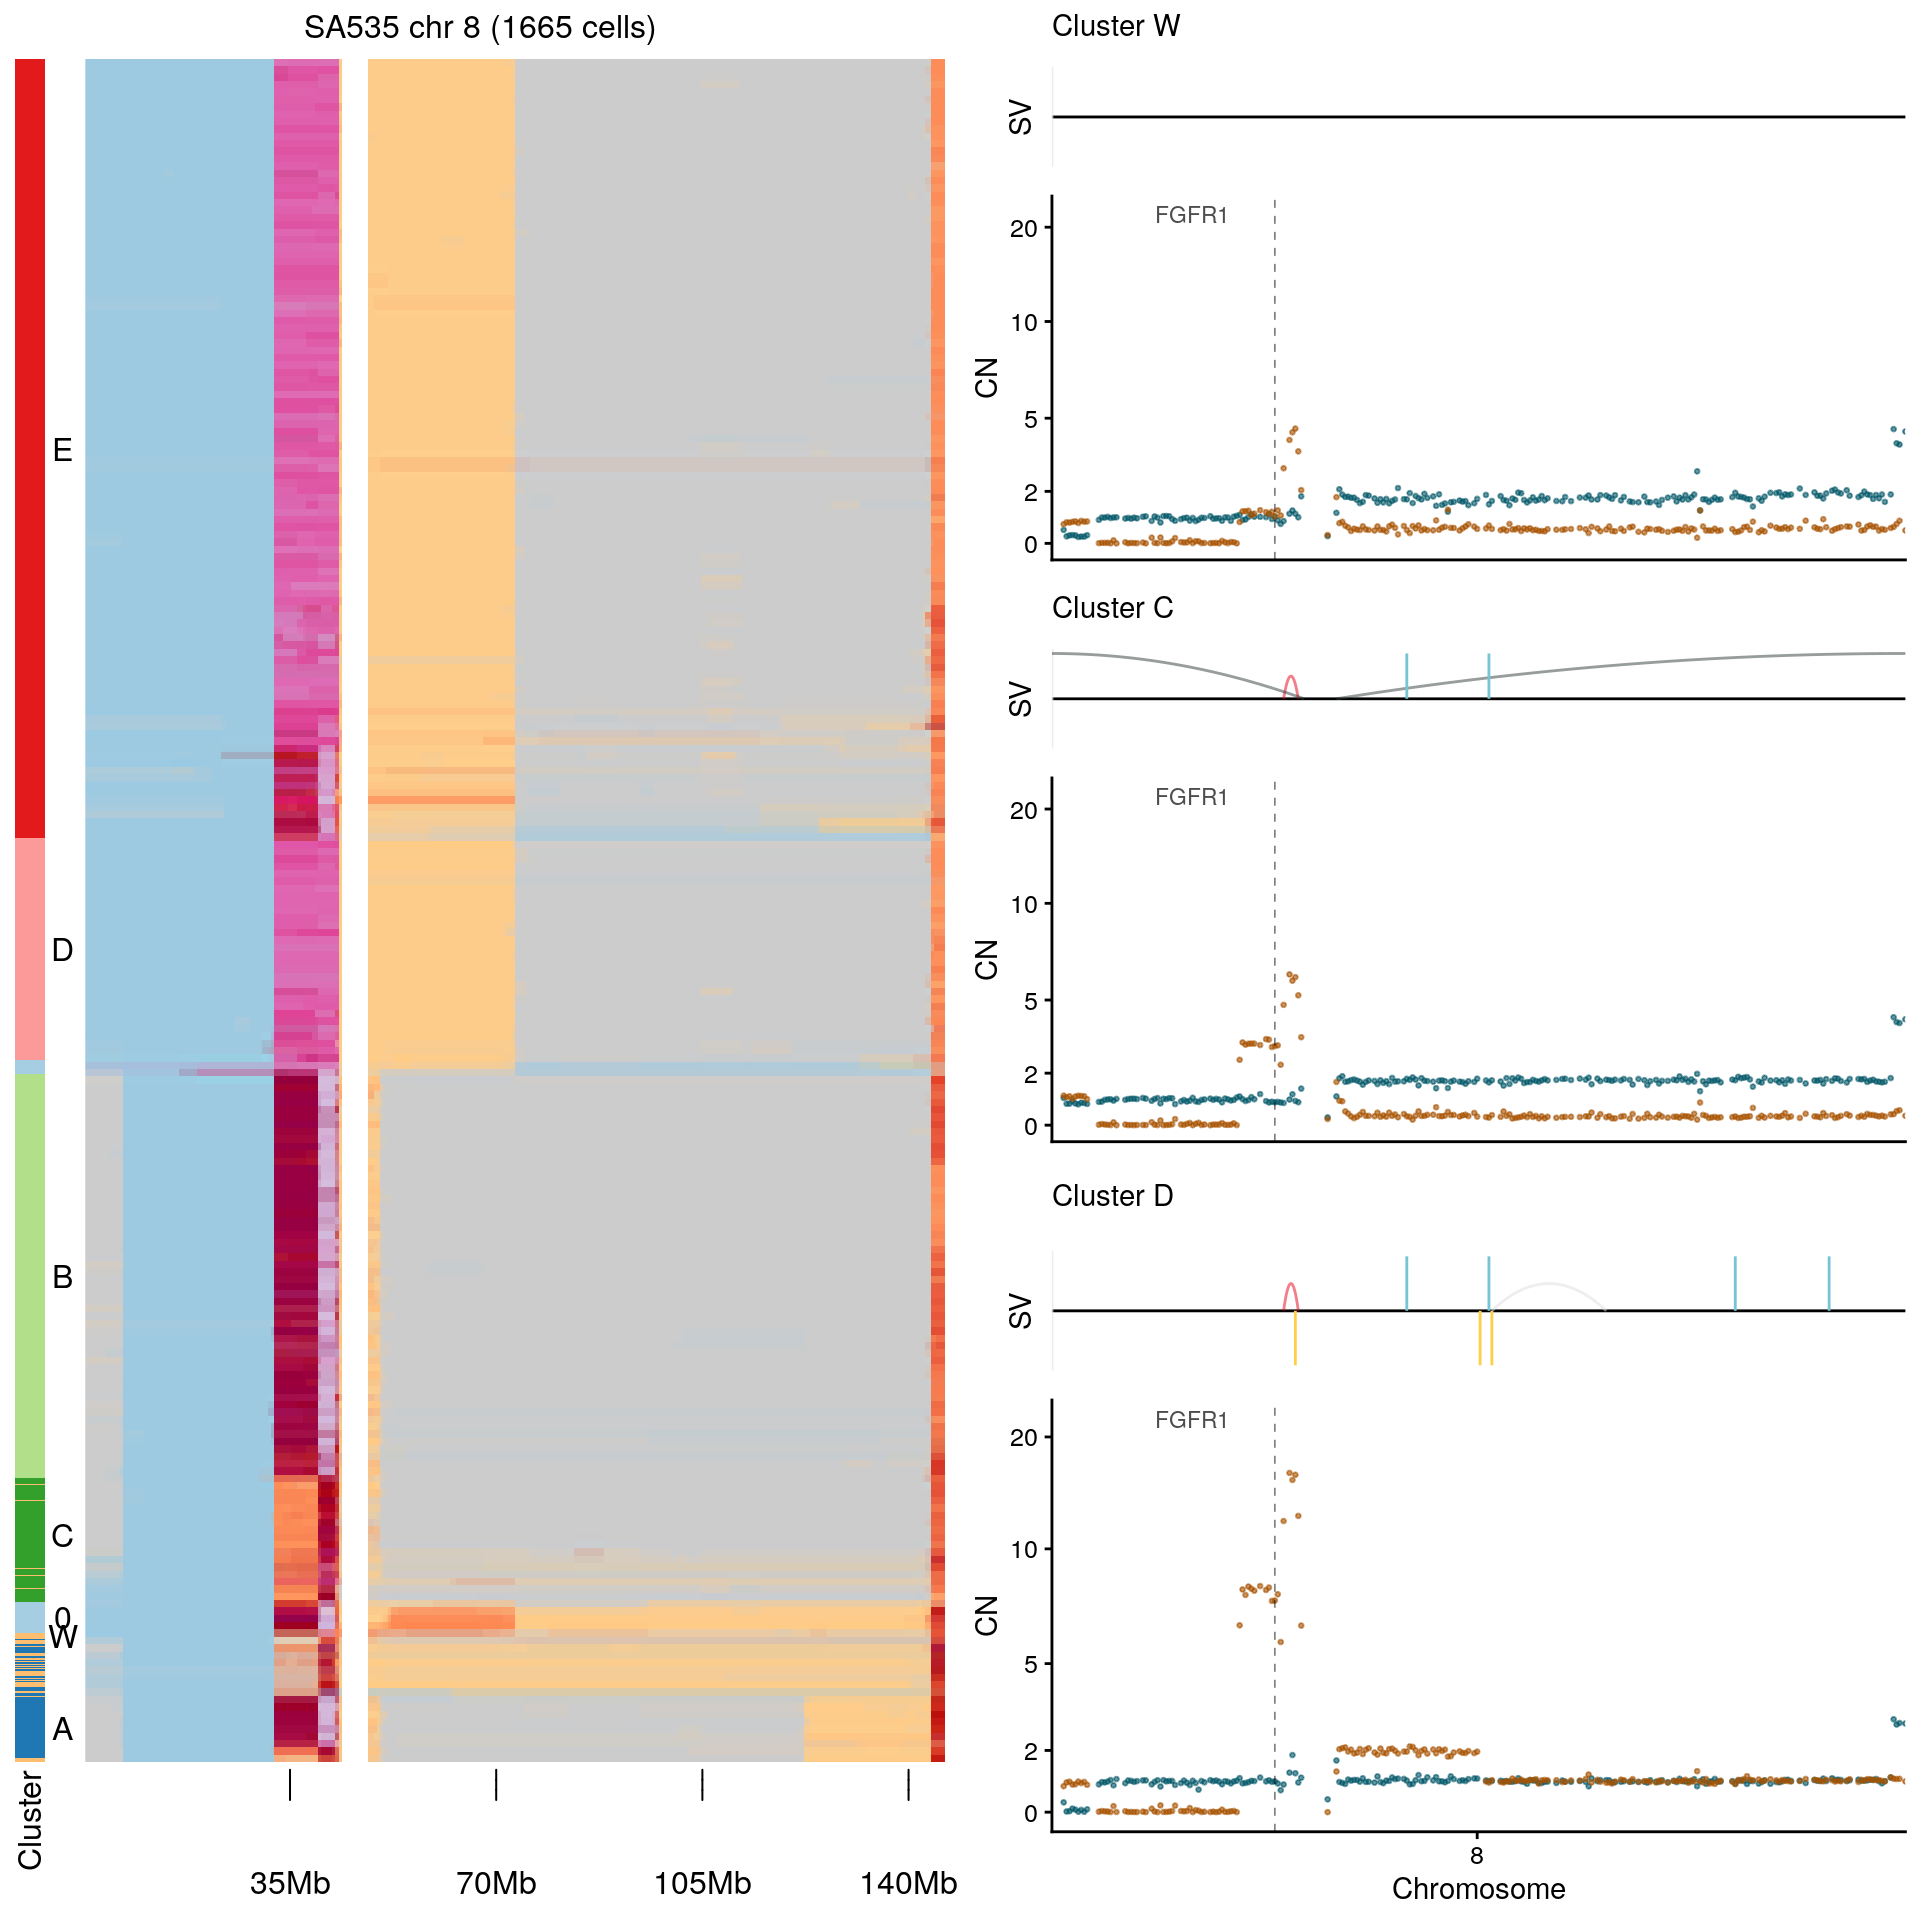 SA535 chr 8 (1665 cells)
E
D
B
C
0
W
A
Cluster
35Mb
70Mb
105Mb
140Mb
Cluster W
SV
FGFR1
20
10
5
2
0
CN
Cluster C
SV
FGFR1
20
10
5
2
0
CN
Cluster D
SV
FGFR1
20
10
5
2
0
CN
8
Chromosome